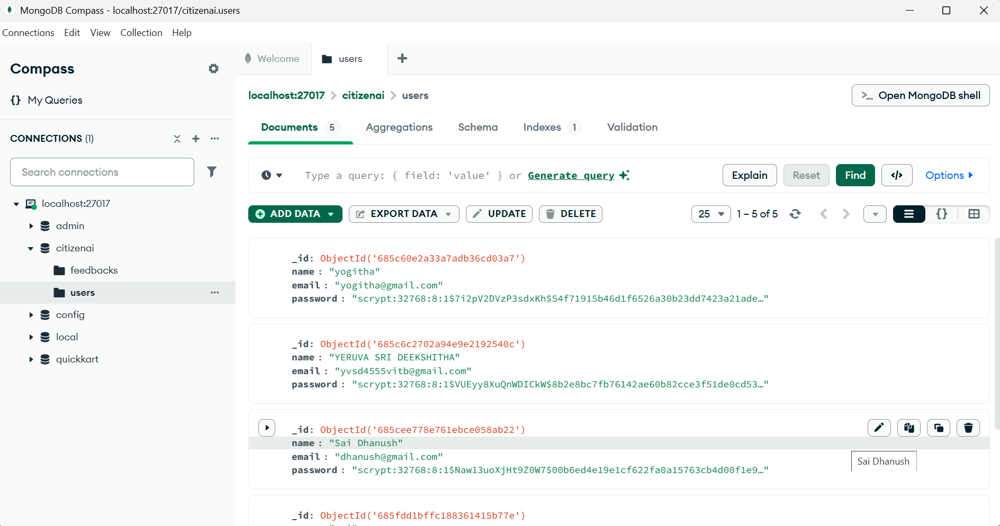 MongoDB Compass - localhost:27017/citizenai.users
Connections Edit View Collection Help
Compass
{} My Queries
CONNECTIONS (1)
Search connections
localhost:27017
admin
citizenai
feedbacks
users
config
local
quickkart
Welcome
users
localhost:27017 > citizenai > users
>_ Open MongoDB shell
Documents 5 Aggregations Schema Indexes 1 Validation
Type a query: { field: 'value' } or Generate query
Explain Reset Find </> Options
ADD DATA EXPORT DATA UPDATE DELETE
25 1 – 5 of 5 {}
_id: ObjectId('685c60e2a33a7adb36cd03a7')
name : "yogitha"
email : "yogitha@gmail.com"
password : "scrypt:32768:8:1$7i2pV2DVzP3sdxKh$54f71915b46d1f6526a30b23dd7423a21ade…"
_id: ObjectId('685c6c2702a94e9e2192540c')
name : "YERUVA SRI DEEKSHITHA"
email : "yvsd4555vitb@gmail.com"
password : "scrypt:32768:8:1$VUEyy8XuQnWDICkW$8b2e8bc7fb76142ae60b82cce3f51de0cd53…"
_id: ObjectId('685cee778e761ebce058ab22')
name : "Sai Dhanush"
email : "dhanush@gmail.com"
password : "scrypt:32768:8:1$Naw13uoXjHt9Z0W7$00b6ed4e19e1cf622fa0a15763cb4d00f1e9…"
Sai Dhanush
_id: ObjectId('685fdd1bffc188361415b77e')